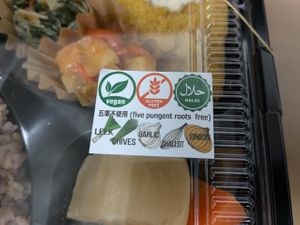 vegan
GLUTEN FREE
حلال
HALAL
五葷不使用 (five pungent roots free)
LEEK
CHIVES
GARLIC
SHALLOT
ONION